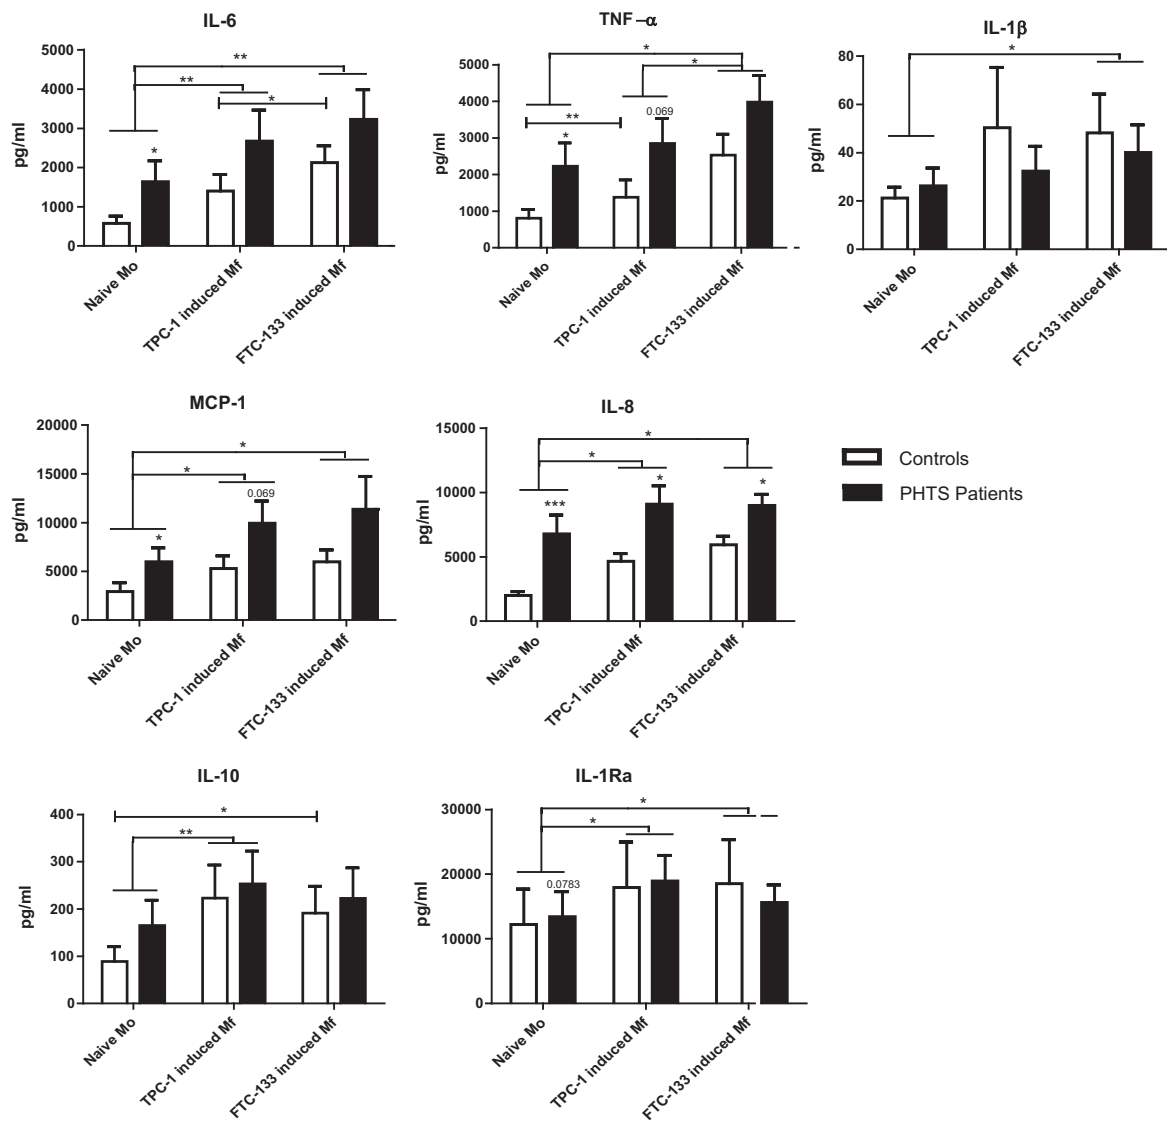 IL-6
5000
4000
3000
2000
1000
0
pg/ml
**
**
*
*
Naive Mo
TPC-1 induced Mf
FTC-133 induced Mf
TNF –α
5000
4000
3000
2000
1000
0
pg/ml
*
*
**
*
0.069
Naive Mo
TPC-1 induced Mf
FTC-133 induced Mf
IL-1β
80
60
40
20
0
pg/ml
*
Naive Mo
TPC-1 induced Mf
FTC-133 induced Mf
MCP-1
20000
15000
10000
5000
0
pg/ml
*
*
0.069
*
Naive Mo
TPC-1 induced Mf
FTC-133 induced Mf
IL-8
15000
10000
5000
0
pg/ml
*
*
***
*
*
Naive Mo
TPC-1 induced Mf
FTC-133 induced Mf
Controls
PHTS Patients
IL-10
400
300
200
100
0
pg/ml
*
**
Naive Mo
TPC-1 induced Mf
FTC-133 induced Mf
IL-1Ra
30000
20000
10000
0
pg/ml
*
*
0.0783
Naive Mo
TPC-1 induced Mf
FTC-133 induced Mf